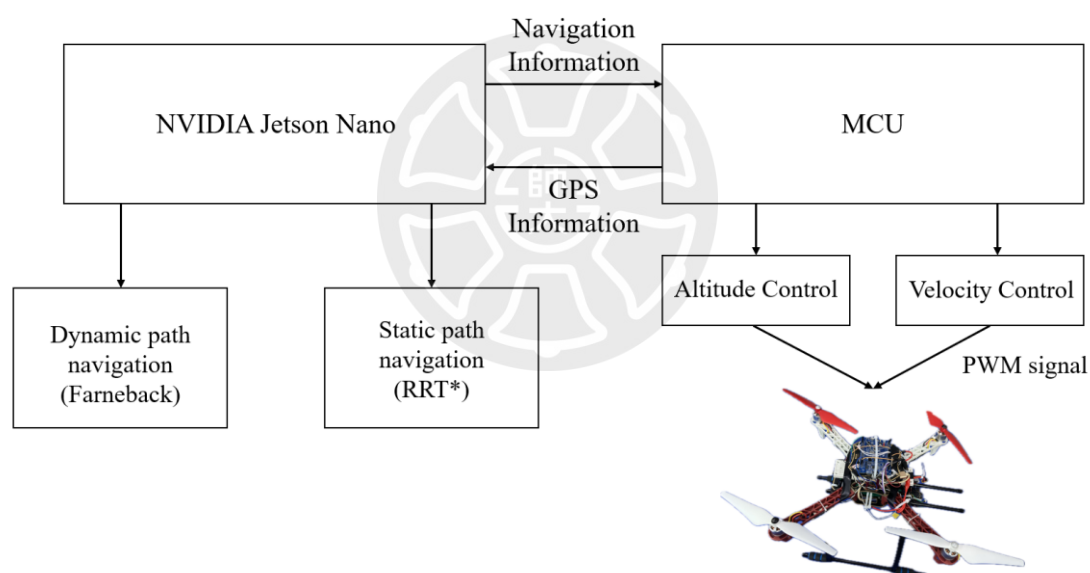 Navigation
Information
NVIDIA Jetson Nano
MCU
GPS
Information
Altitude Control
Velocity Control
Dynamic path
navigation
(Farneback)
Static path
navigation
(RRT*)
PWM signal